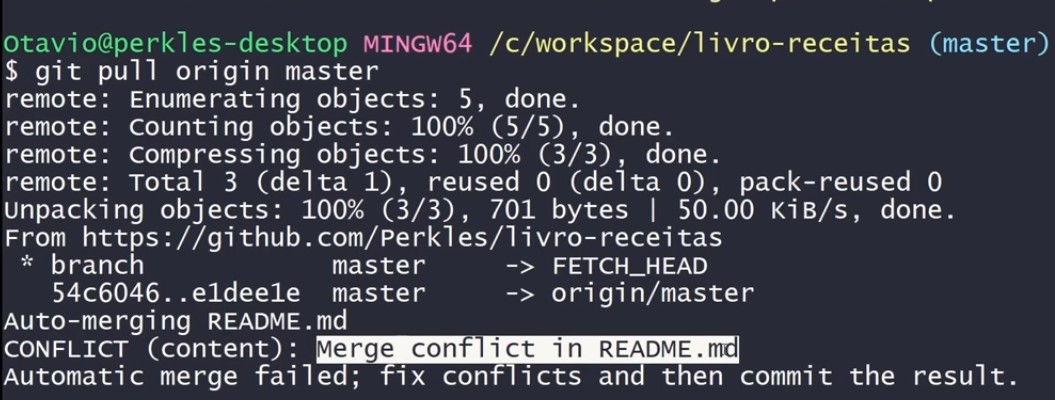 Otavio@perkles-desktop MINGW64 /c/workspace/livro-receitas (master)
$ git pull origin master
remote: Enumerating objects: 5, done.
remote: Counting objects: 100% (5/5), done.
remote: Compressing objects: 100% (3/3), done.
remote: Total 3 (delta 1), reused 0 (delta 0), pack-reused 0
Unpacking objects: 100% (3/3), 701 bytes | 50.00 KiB/s, done.
From https://github.com/Perkles/livro-receitas
 * branch            master     -> FETCH_HEAD
   54c6046..e1dee1e  master     -> origin/master
Auto-merging README.md
CONFLICT (content): Merge conflict in README.md
Automatic merge failed; fix conflicts and then commit the result.